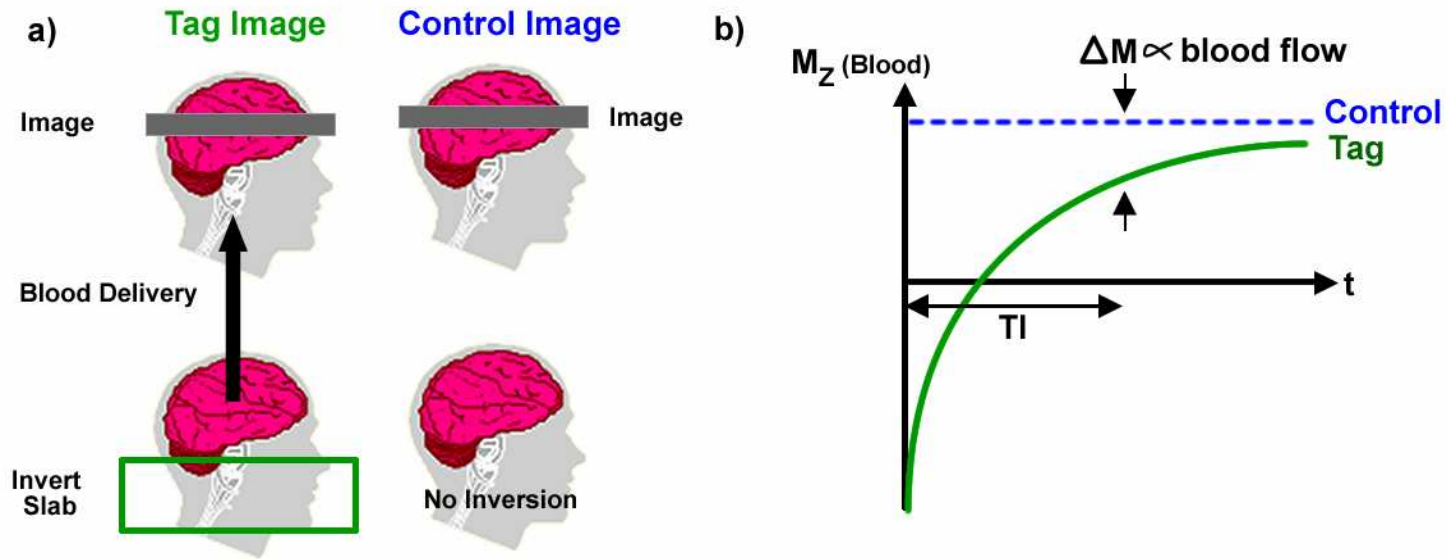 a)
Tag Image
Control Image
Image
Image
Blood Delivery
Invert
Slab
No Inversion
b)
M_Z (Blood)
ΔM ∝ blood flow
Control
Tag
t
TI